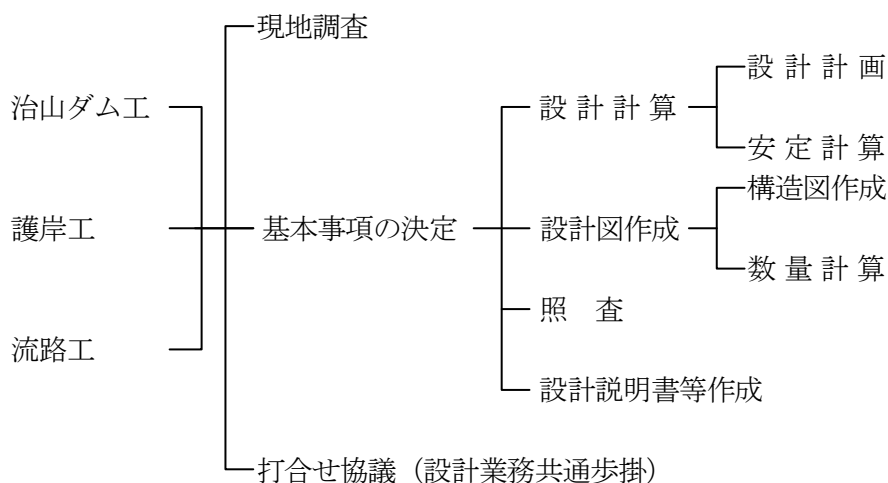 現地調査
設 計 計 画
治山ダム工
設 計 計 算
安 定 計 算
構造図作成
護岸工
基本事項の決定
設計図作成
数 量 計 算
照　査
流路工
設計説明書等作成
打合せ協議（設計業務共通歩掛）